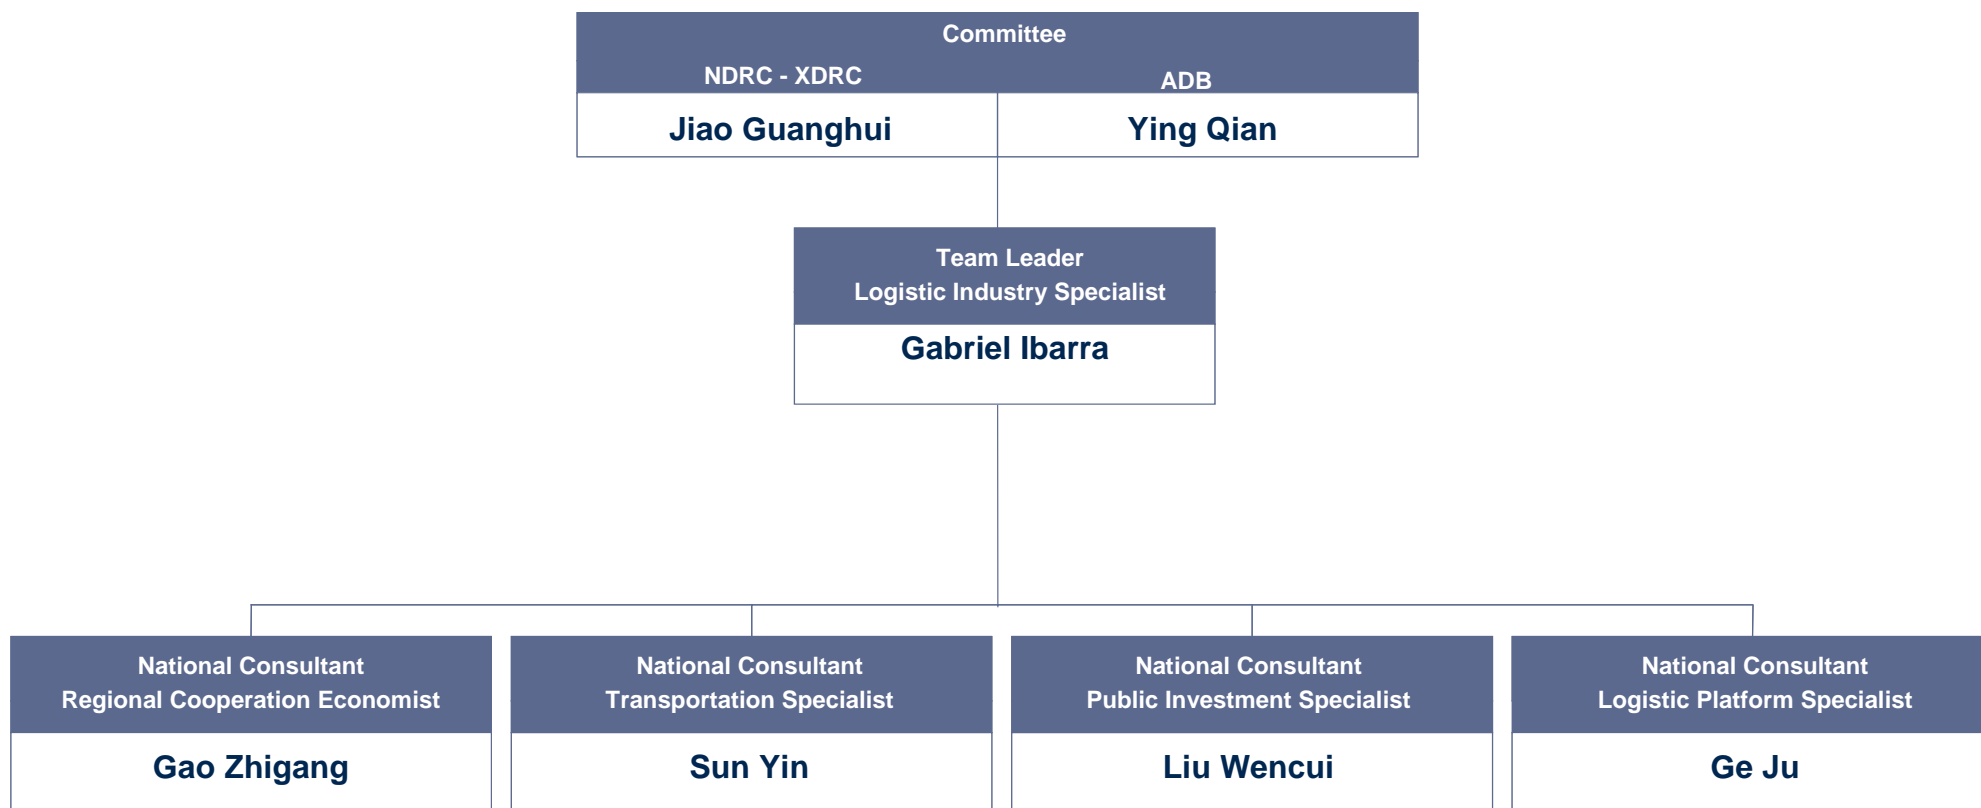 Committee
NDRC - XDRC
ADB
Jiao Guanghui
Ying Qian
Team Leader
Logistic Industry Specialist
Gabriel Ibarra
National Consultant
Regional Cooperation Economist
Gao Zhigang
National Consultant
Transportation Specialist
Sun Yin
National Consultant
Public Investment Specialist
Liu Wencui
National Consultant
Logistic Platform Specialist
Ge Ju